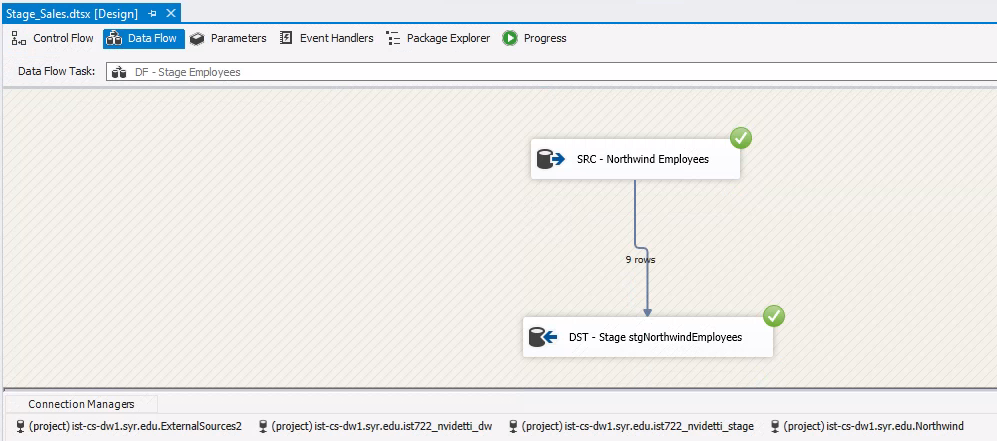 Stage_Sales.dtsx [Design]
Control Flow Data Flow Parameters Event Handlers Package Explorer Progress
Data Flow Task: DF - Stage Employees
SRC - Northwind Employees
9 rows
DST - Stage stgNorthwindEmployees
Connection Managers
(project) ist-cs-dw1.syr.edu.ExternalSources2 (project) ist-cs-dw1.syr.edu.ist722_nvidetti_dw (project) ist-cs-dw1.syr.edu.ist722_nvidetti_stage (project) ist-cs-dw1.syr.edu.Northwind